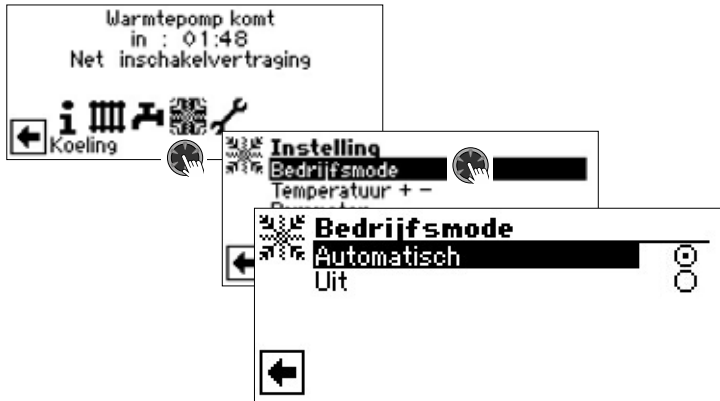 Warmtepomp komt
in : 01:48
Net inschakelvertraging
Koeling
Instelling
Bedrijfsmode
Temperatuur + -
Bedrijfsmode
Automatisch
Uit